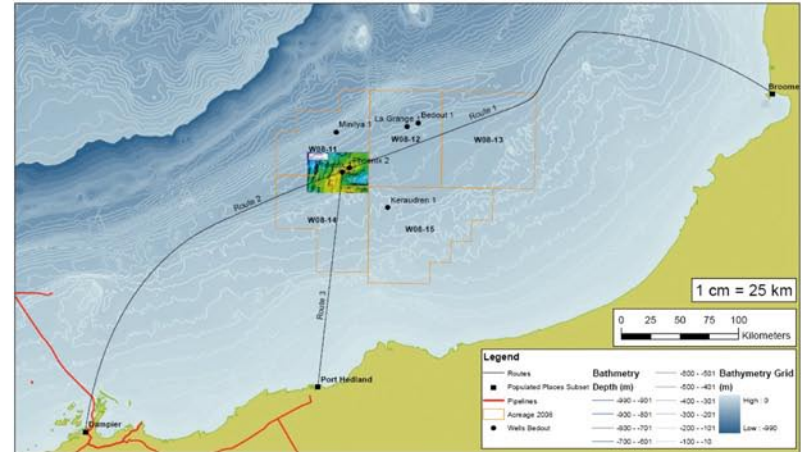 Broome
La Grange 1
Bedout 1
Route 1
Mavlya 1
W08-12
W08-13
W08-11
Phoenix 2
Keraudren 1
Route 2
W08-14
W08-15
Route 3
1 cm = 25 km
0 25 50 75 100
Kilometers
Port Hedland
Dampier
Legend
Routes
Populated Places Subset
Pipelines
Acreage 2008
Wells Bedout
Bathmetry
Depth (m)
-990 - -901
-900 - -801
-800 - -701
-700 - -601
-600 - -501
-500 - -401
-400 - -301
-300 - -201
-200 - -101
-100 - -10
Bathymetry Grid
(m)
High : 0
Low : -990